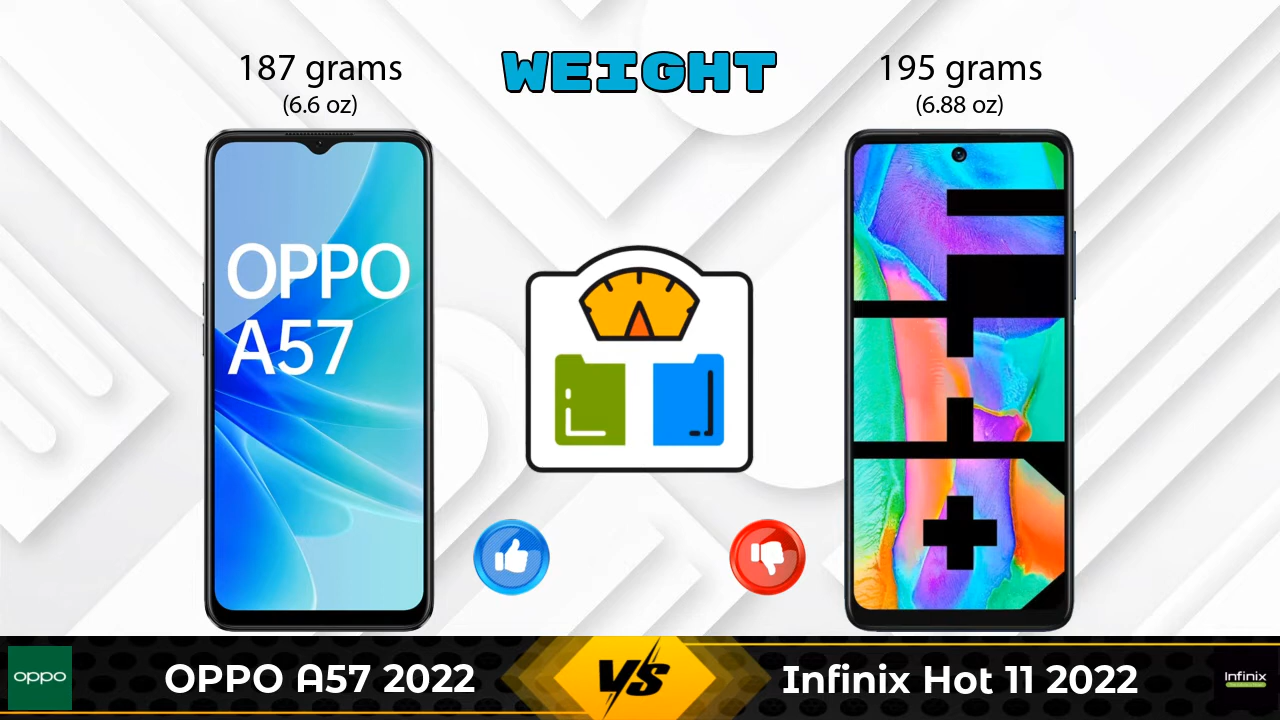 WEIGHT
187 grams
(6.6 oz)
195 grams
(6.88 oz)
OPPO
A57
oppo
OPPO A57 2022
VS
Infinix Hot 11 2022
Infinix